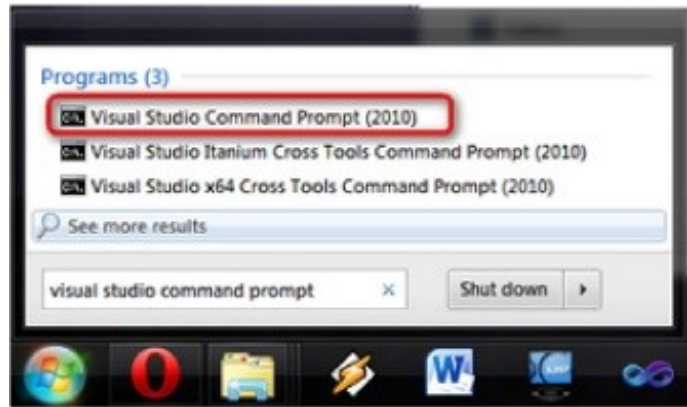 Programs (3)
Visual Studio Command Prompt (2010)
Visual Studio Itanium Cross Tools Command Prompt (2010)
Visual Studio x64 Cross Tools Command Prompt (2010)
See more results
visual studio command prompt
Shut down